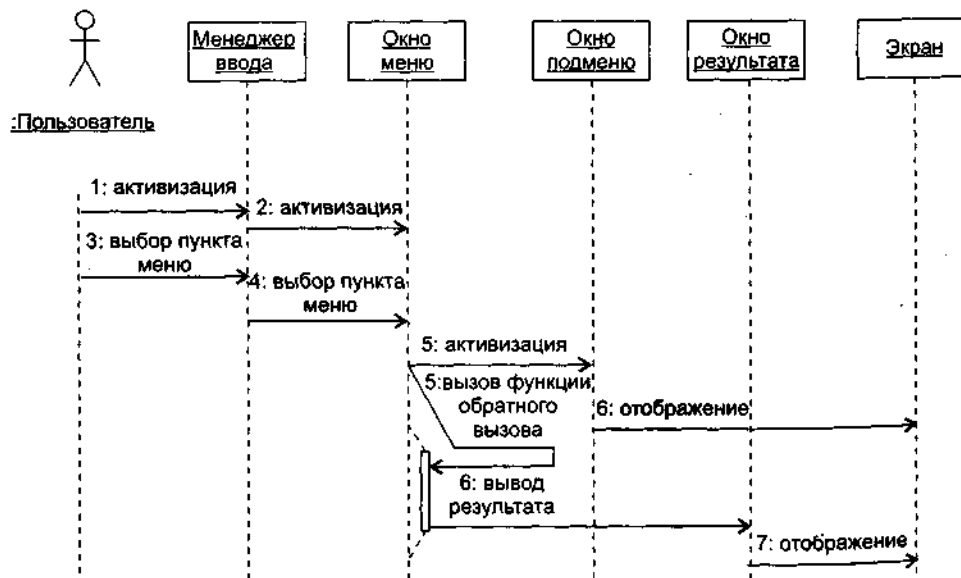 Менеджер
ввода
Окно
меню
Окно
подменю
Окно
результата
Экран
:Пользователь
1: активизация
2: активизация
3: выбор пункта
меню
4: выбор пункта
меню
5: активизация
5:вызов функции
обратного
вызова
6: отображение
6: вывод
результата
7: отображение